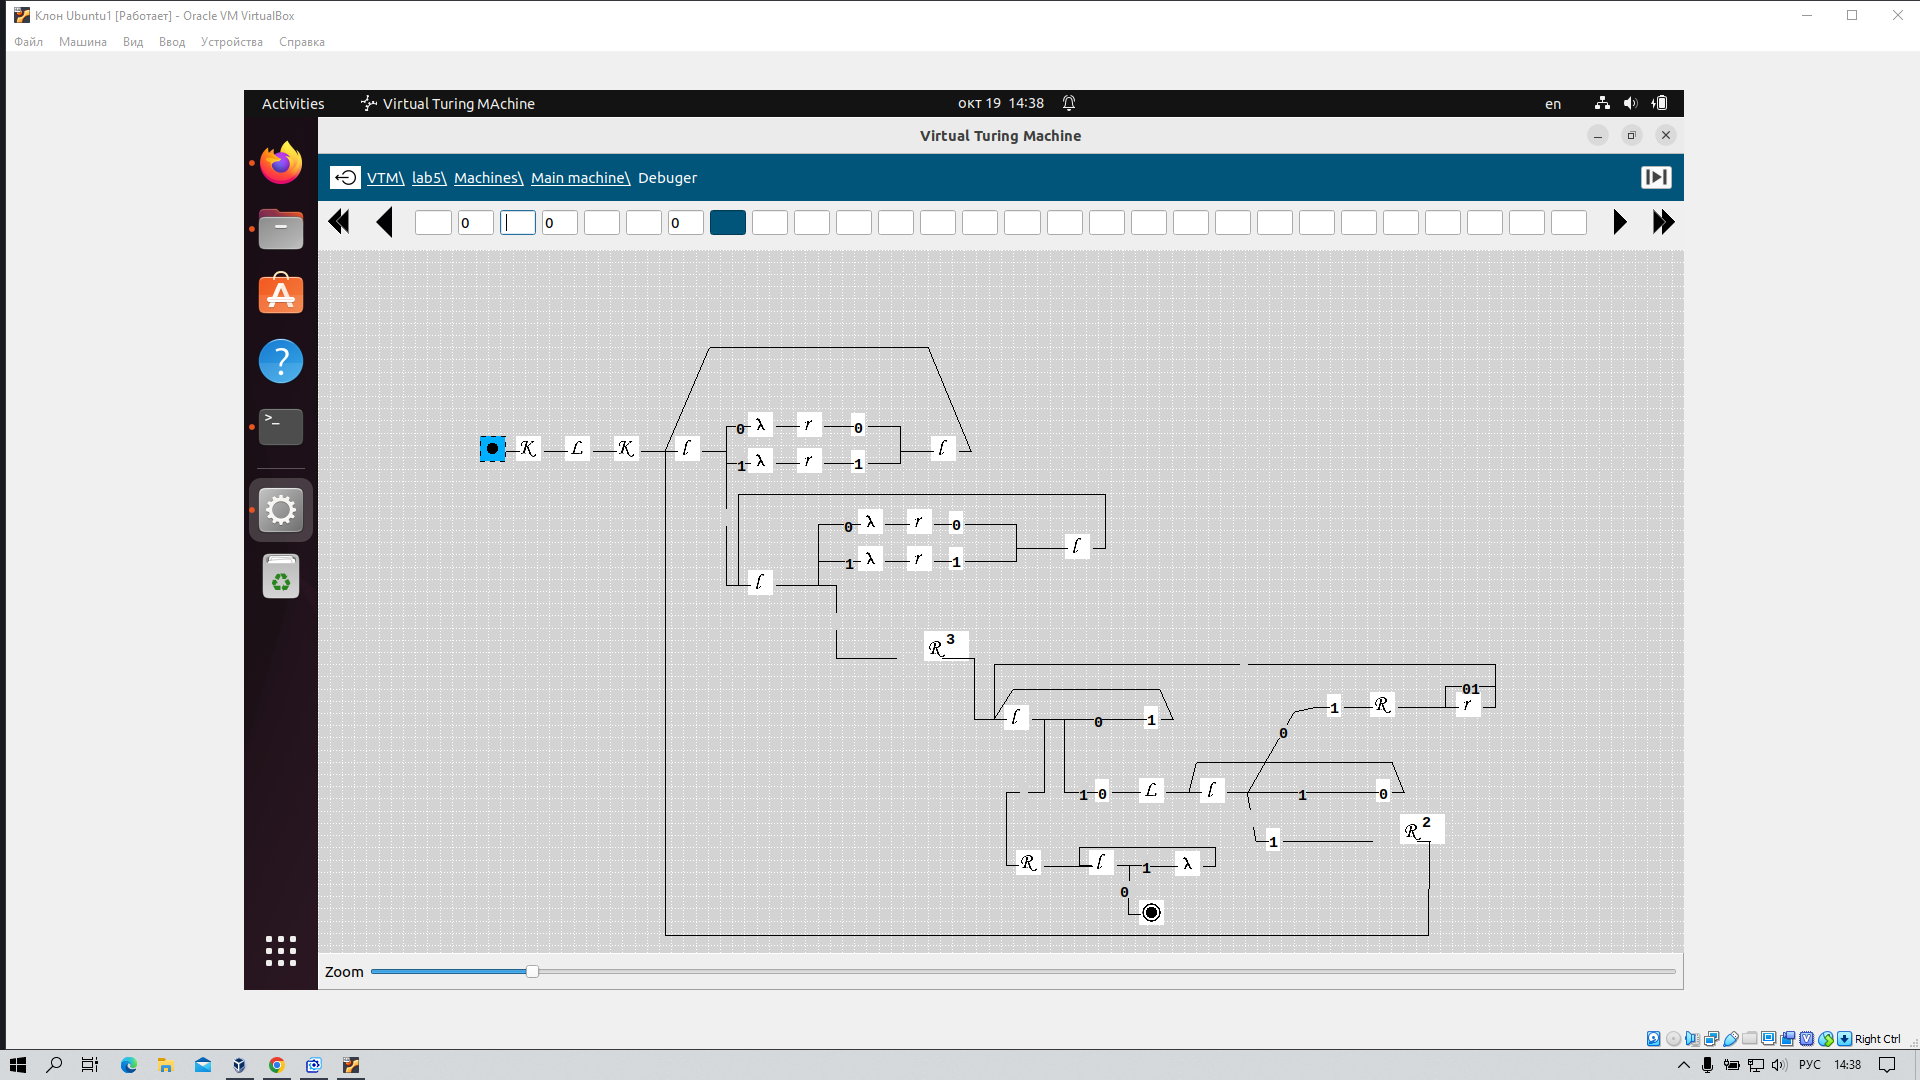 Клон Ubuntu1 [Работает] - Oracle VM VirtualBox
Файл Машина Вид Ввод Устройства Справка
Activities Virtual Turing MAchine окт 19 14:38 en
Virtual Turing Machine
VTM\ lab5\ Machines\ Main machine\ Debuger
0 0 0
0 λ r 0
K L K l l
1 λ r 1
0 λ r 0
l
1 λ r 1
l
R 3
01
1 R r
l 0 1
0
1 0 L l 1 0
R 2
1
R l 1 λ
0
Zoom
Right Ctrl
РУС 14:38